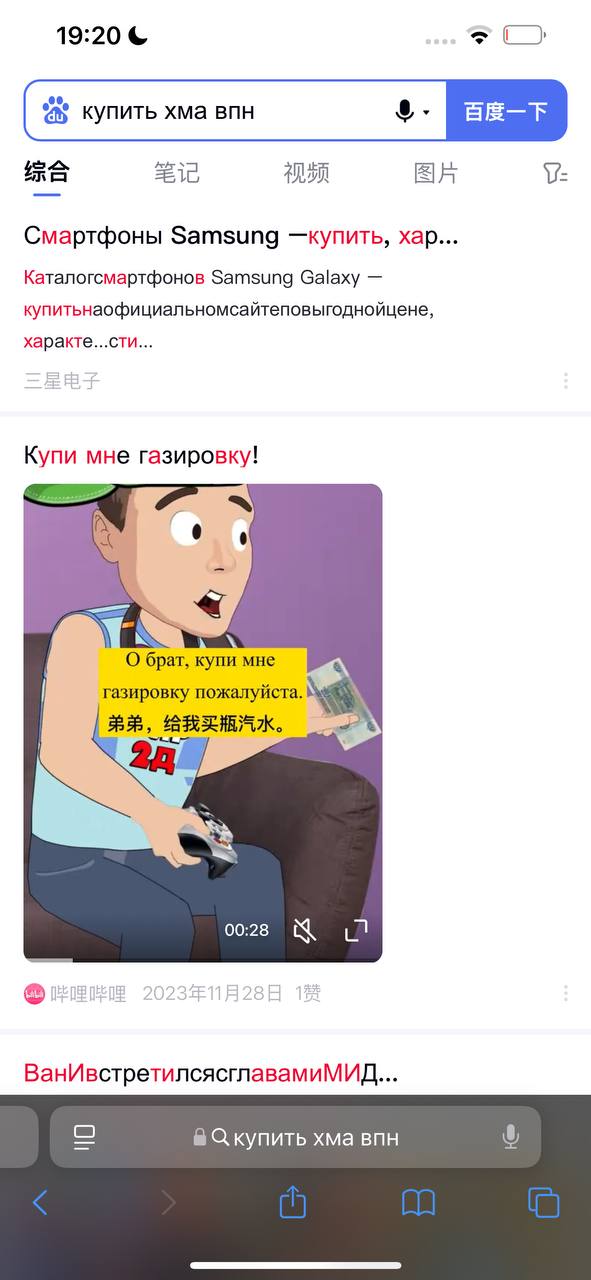 19:20
du купить хма впн 百度一下
综合 笔记 视频 图片
Смартфоны Samsung —купить, хар...
Каталогсмартфонов Samsung Galaxy —
купитьнаофициальномсайтеповыгоднойцене,
характе...сти...
三星电子
Купи мне газировку!
О брат, купи мне
газировку пожалуйста.
弟弟，给我买瓶汽水。
2Д
00:28
bilibili 哔哩哔哩 2023年11月28日 1赞
ВанИвстретилсясглавамиМИД...
купить хма впн